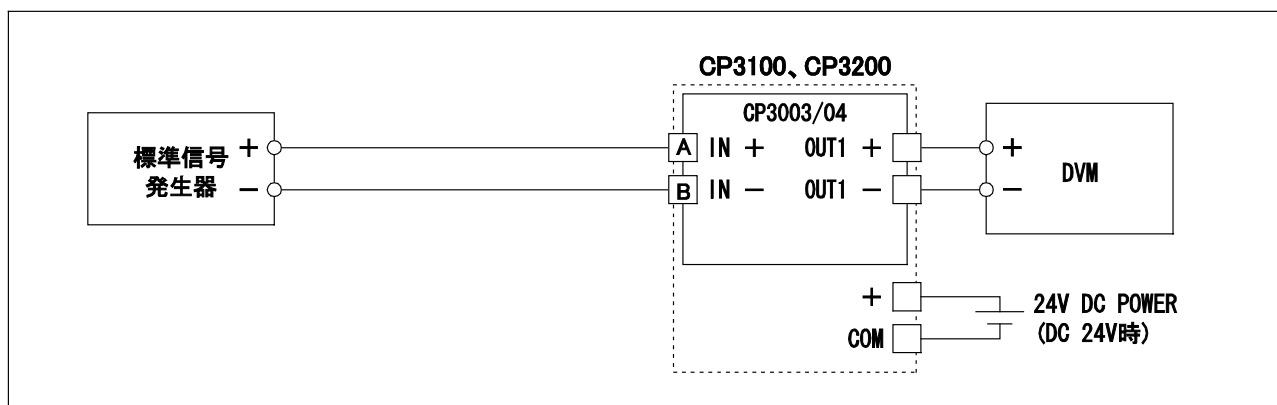 CP3100、CP3200
CP3003/04
標準信号
発生器
+
−
A IN + OUT1 +
B IN − OUT1 −
+
−
DVM
+
COM
24V DC POWER
(DC 24V時)